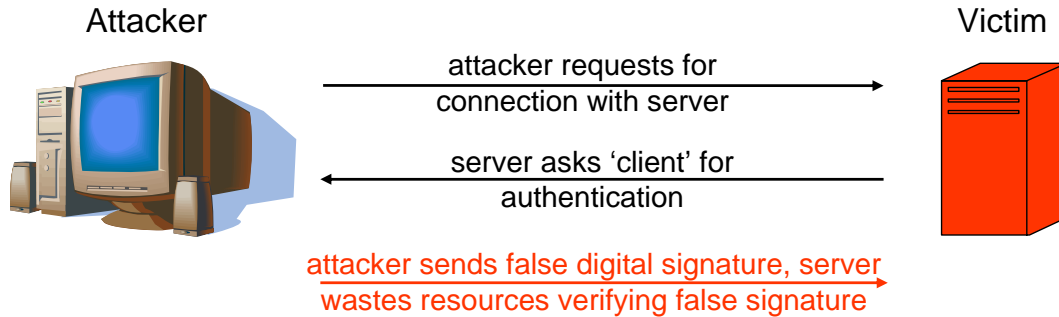 Attacker
Victim
attacker requests for
connection with server
server asks ‘client’ for
authentication
attacker sends false digital signature, server
wastes resources verifying false signature